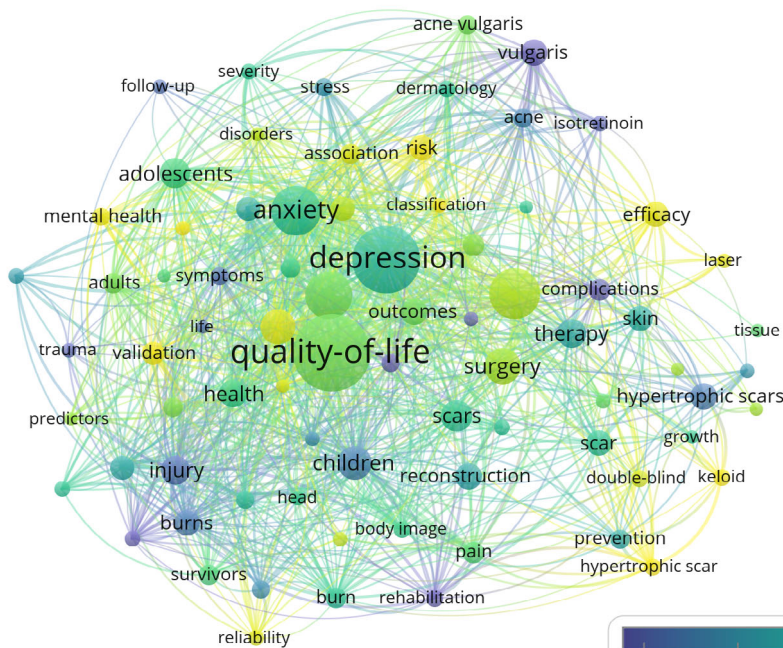 acne vulgaris
vulgaris
severity
follow-up
stress
dermatology
acne
isotretinoin
disorders
association
risk
adolescents
anxiety
classification
mental health
efficacy
depression
laser
adults
symptoms
complications
outcomes
skin
life
therapy
tissue
trauma
validation
quality-of-life
surgery
health
hypertrophic scars
predictors
scars
scar
growth
injury
children
reconstruction
double-blind
keloid
head
burns
body image
prevention
pain
hypertrophic scar
survivors
burn
rehabilitation
reliability